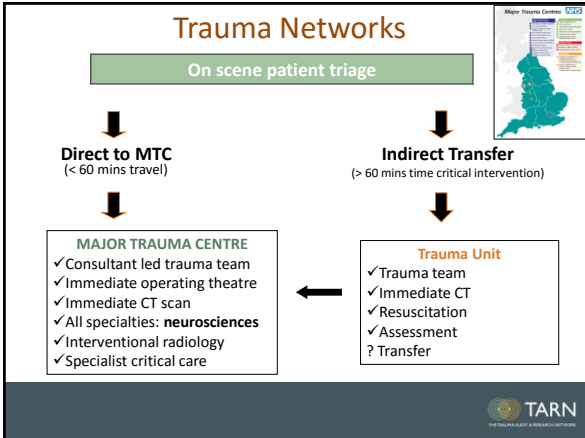 Trauma Networks
Major Trauma Centres NHS
On scene patient triage
Direct to MTC
(< 60 mins travel)
Indirect Transfer
(> 60 mins time critical intervention)
MAJOR TRAUMA CENTRE
✓Consultant led trauma team
✓Immediate operating theatre
✓Immediate CT scan
✓All specialties: neurosciences
✓Interventional radiology
✓Specialist critical care
Trauma Unit
✓Trauma team
✓Immediate CT
✓Resuscitation
✓Assessment
? Transfer
TARN
THE TRAUMA AUDIT & RESEARCH NETWORK